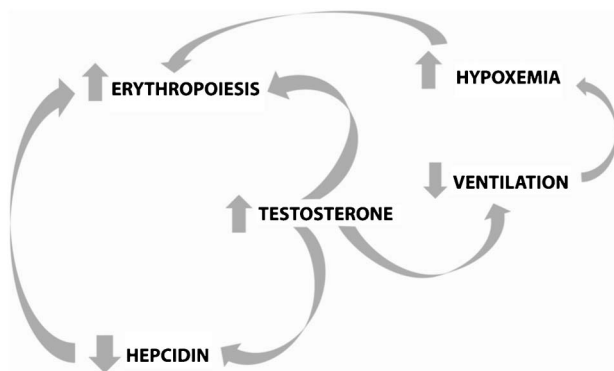 HYPOXEMIA
ERYTHROPOIESIS
VENTILATION
TESTOSTERONE
HEPCIDIN